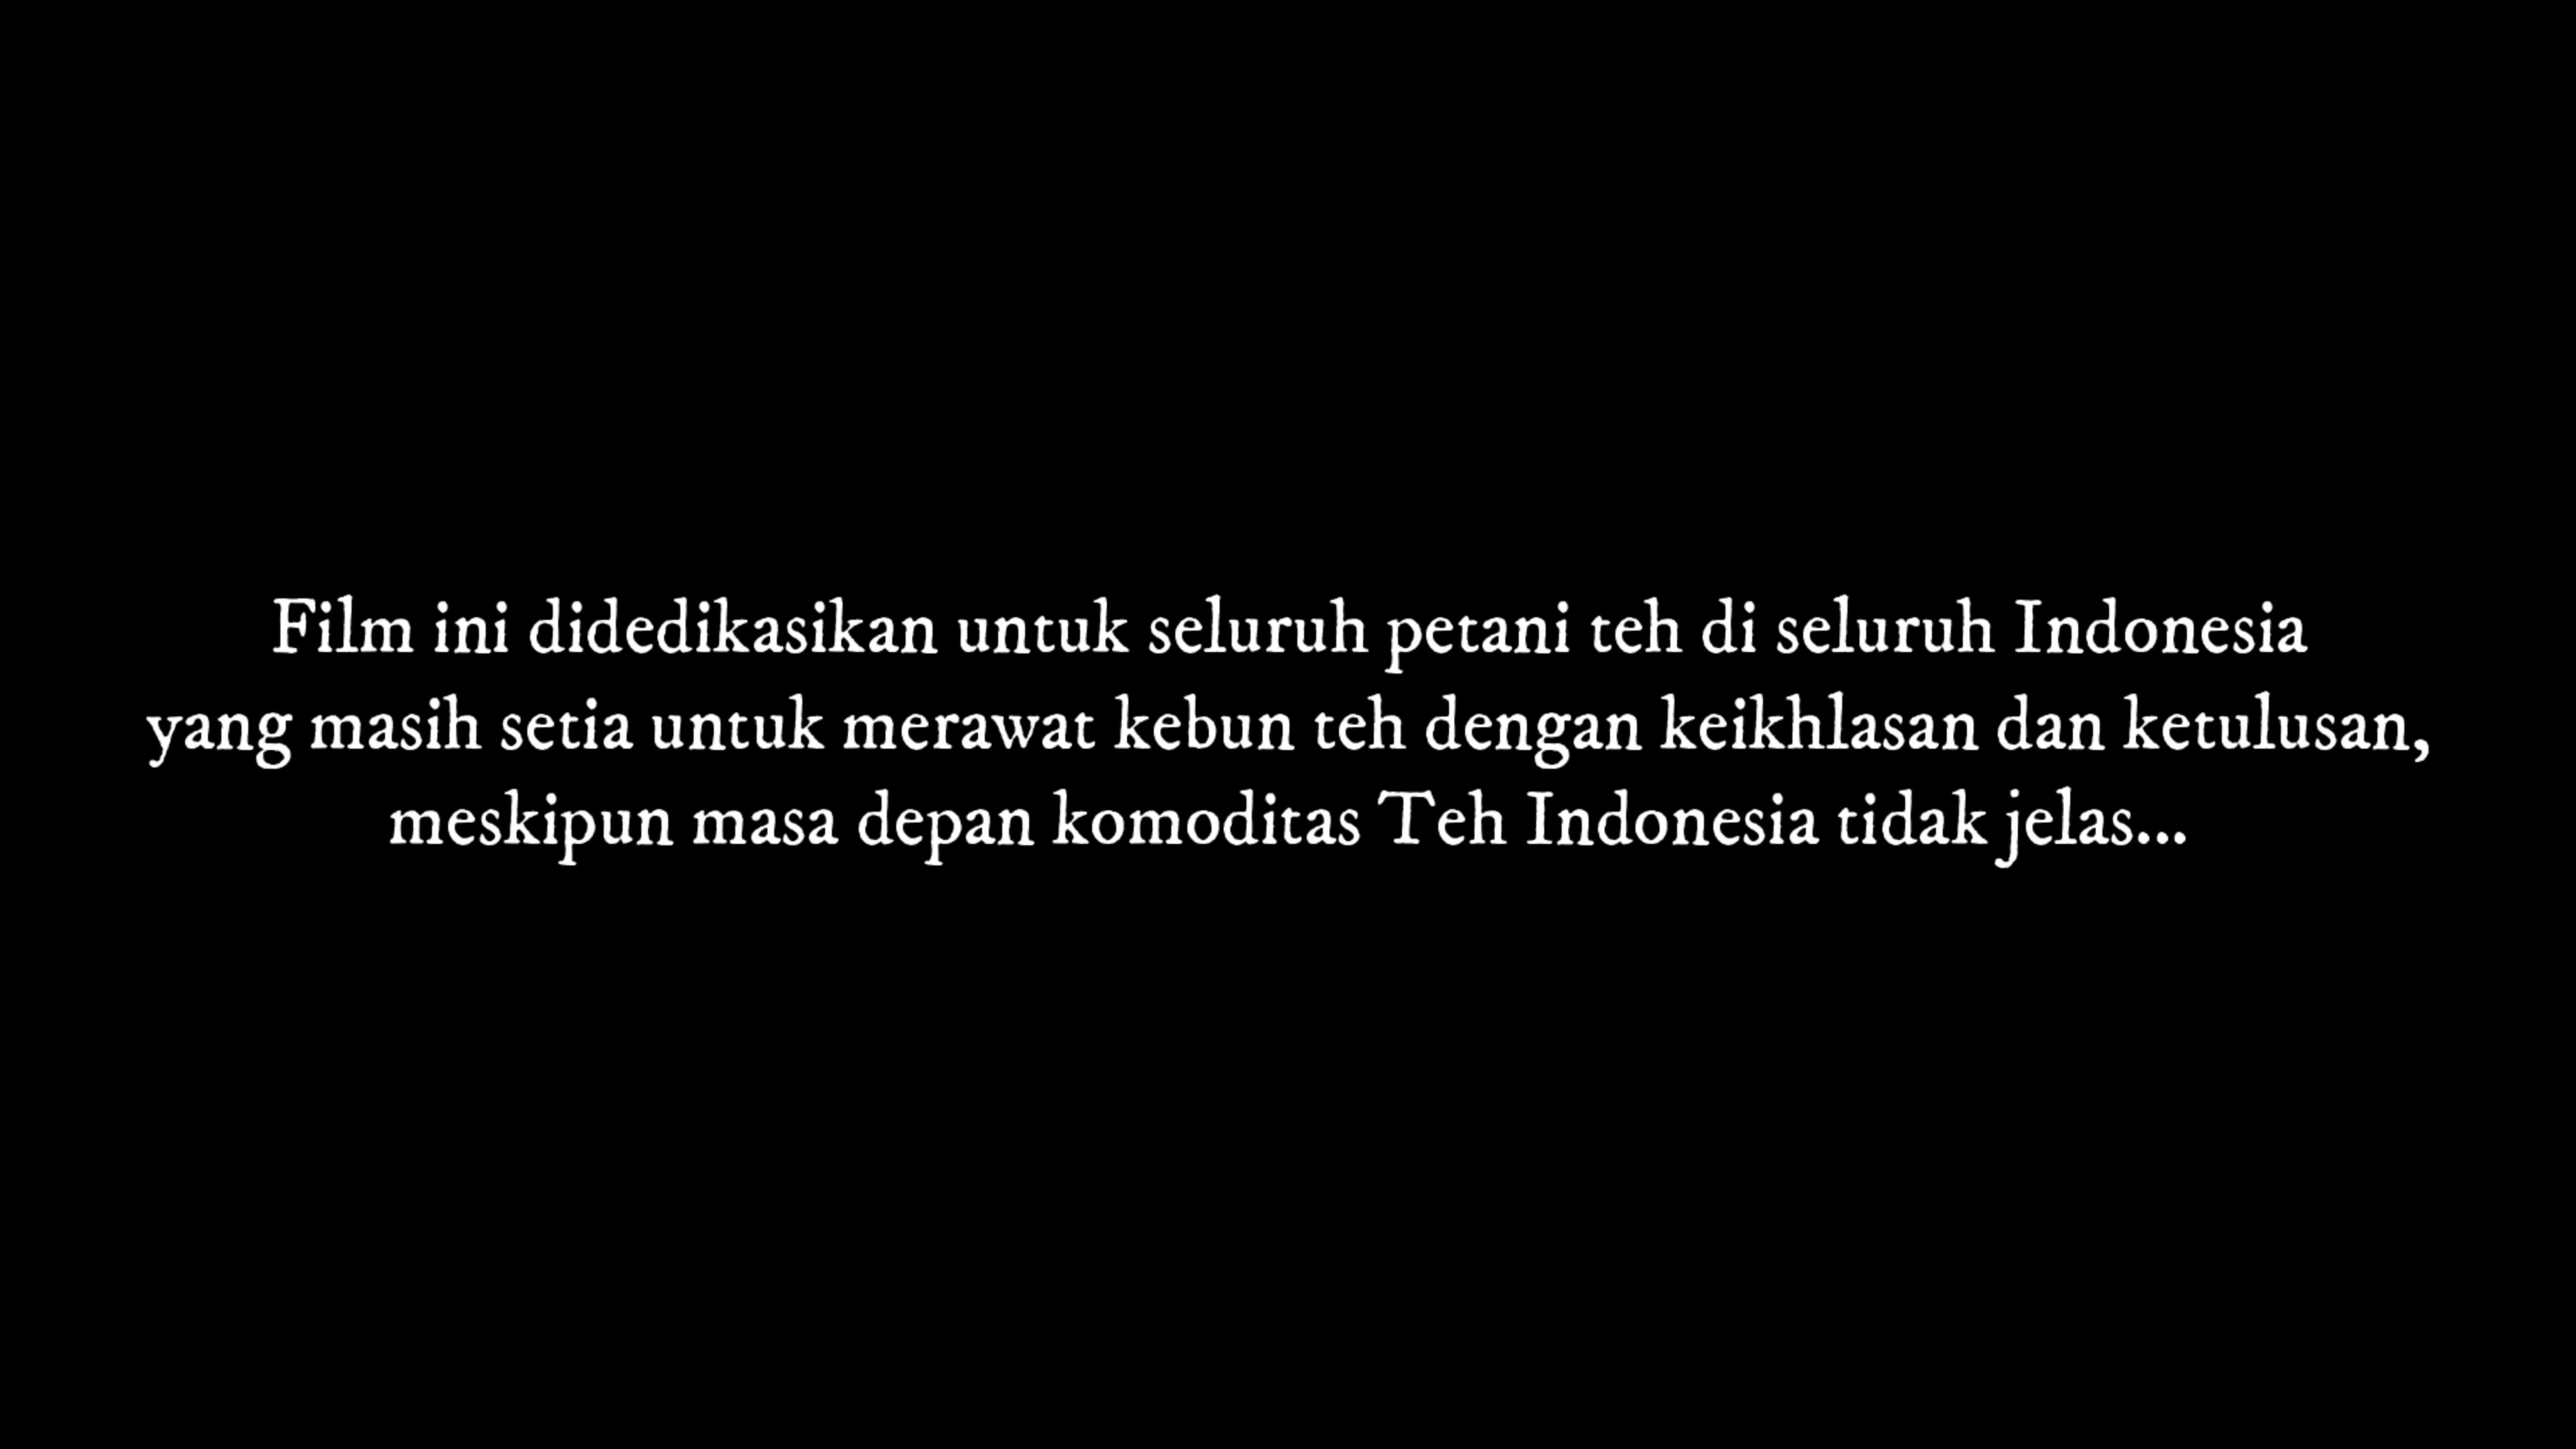 Film ini didedikasikan untuk seluruh petani teh di seluruh Indonesia
yang masih setia untuk merawat kebun teh dengan keikhlasan dan ketulusan,
meskipun masa depan komoditas Teh Indonesia tidak jelas...